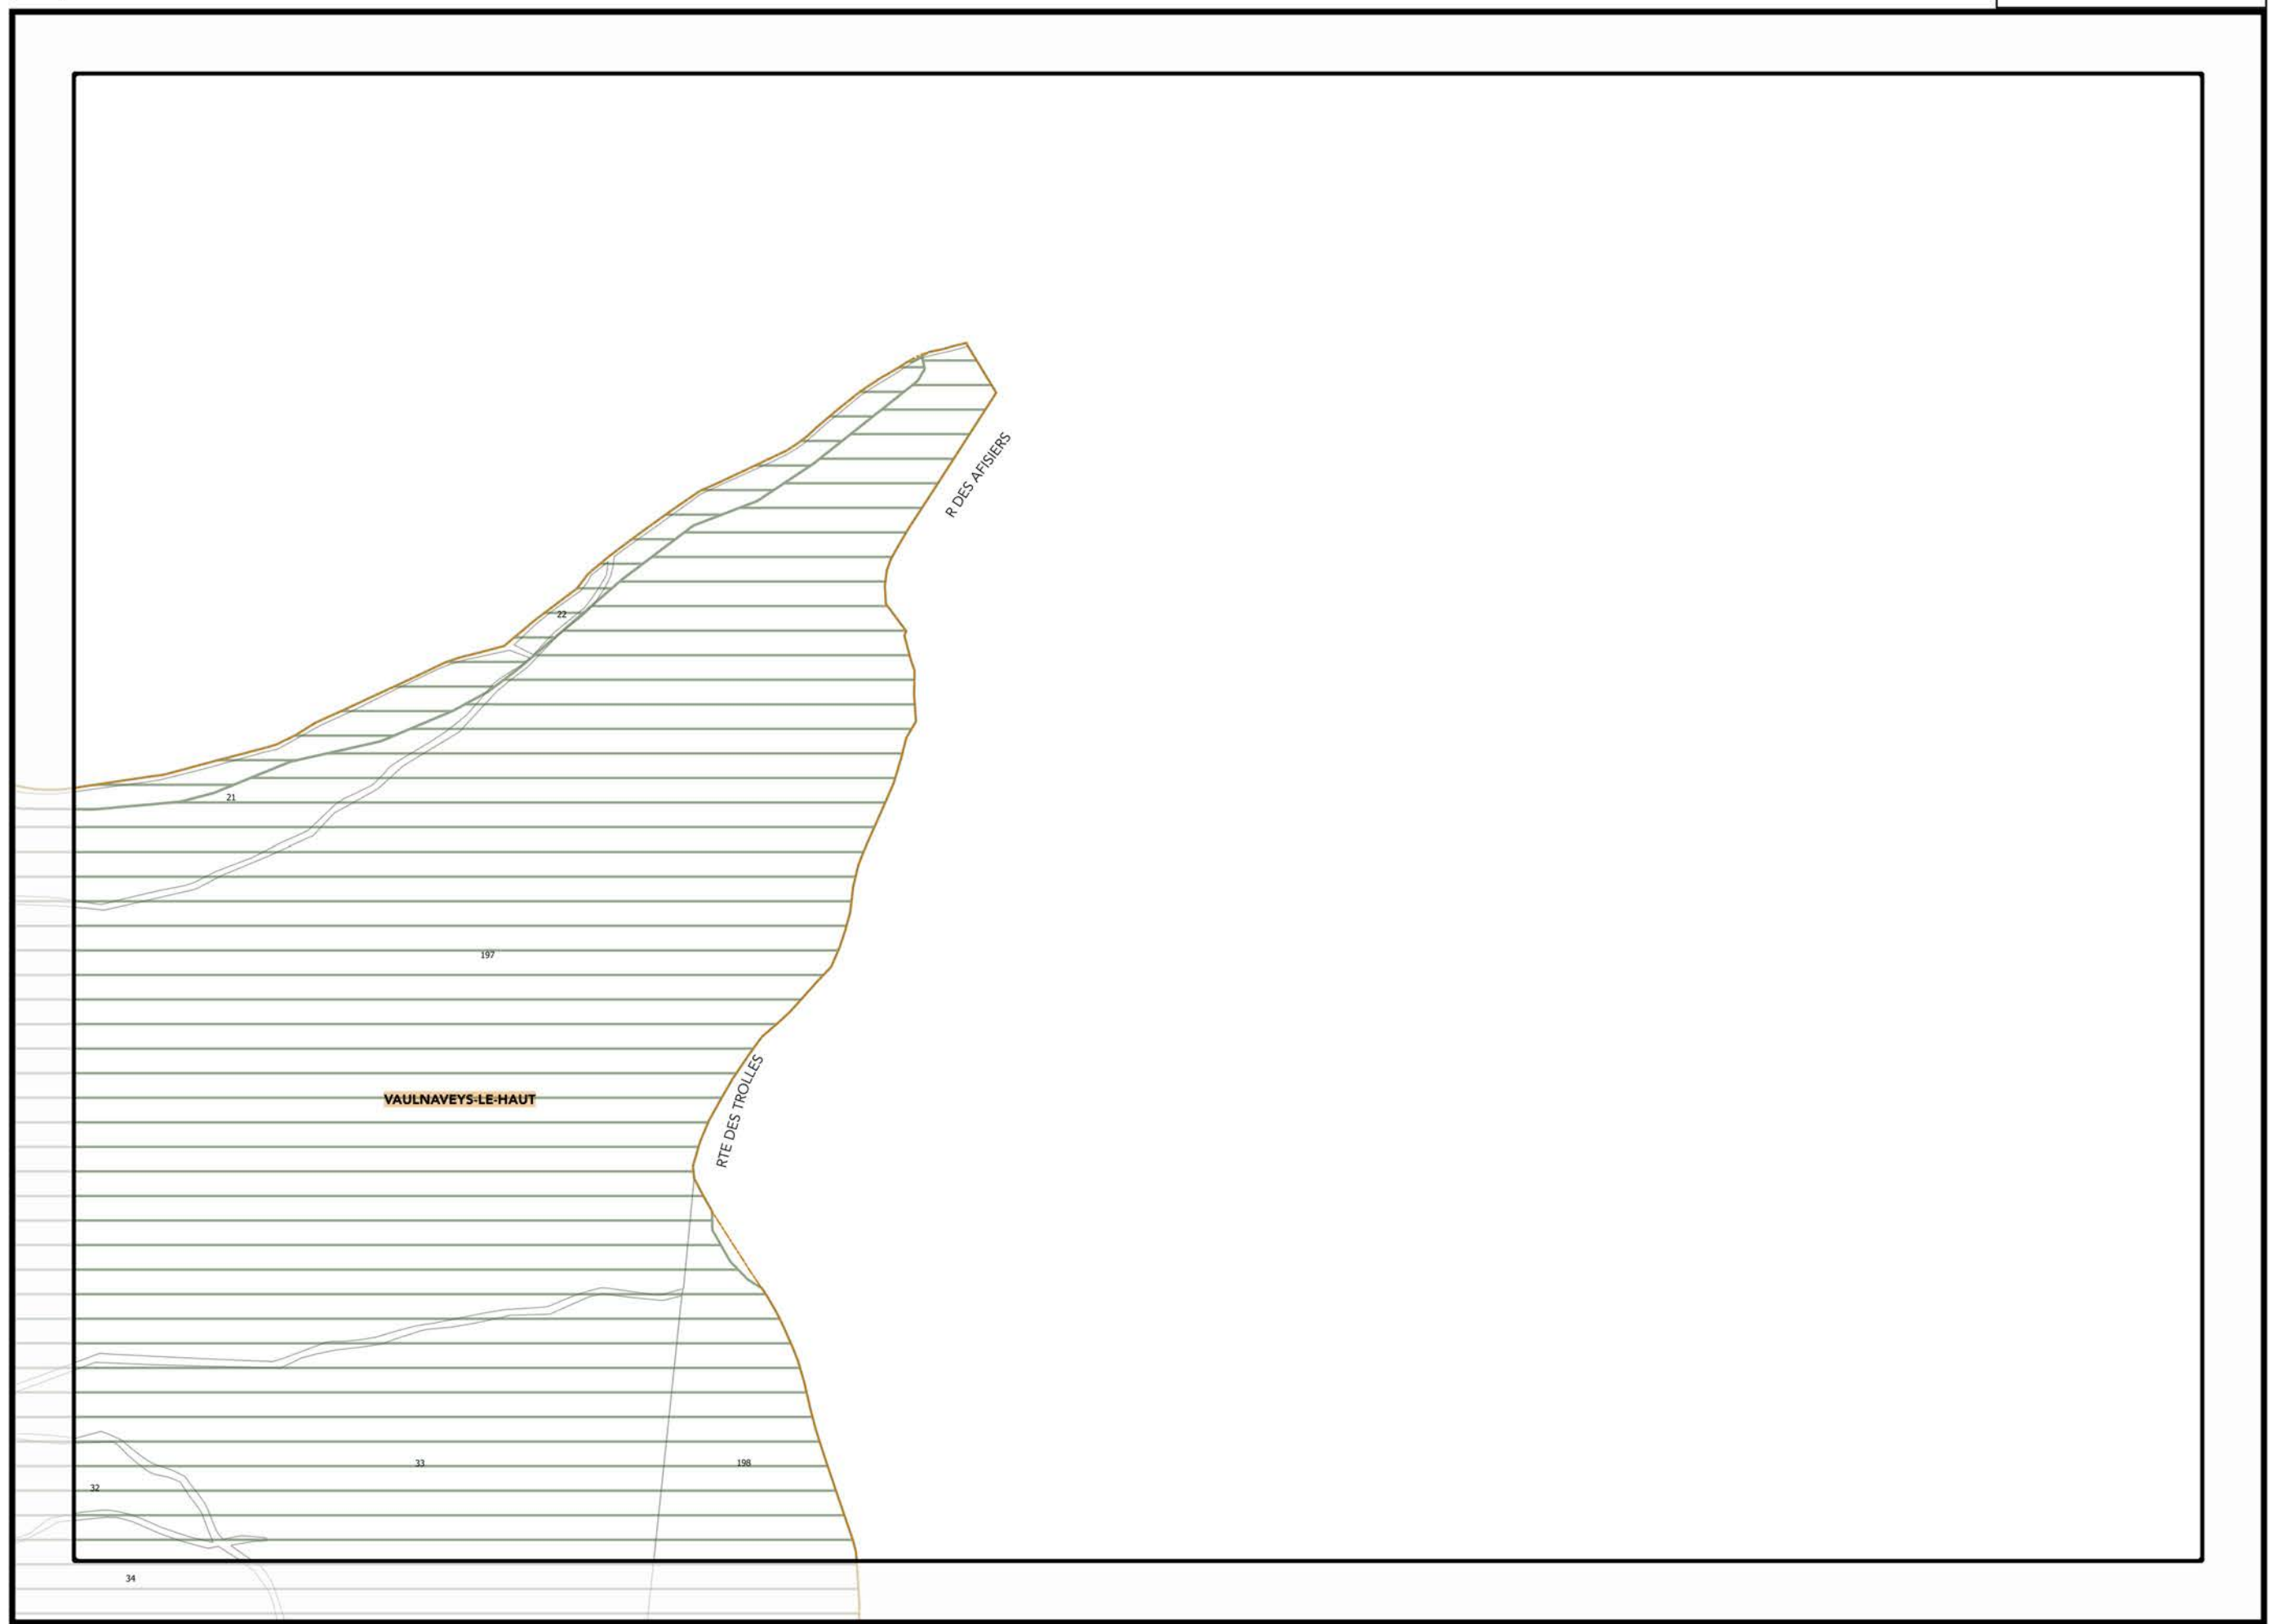 R DES AFISIERS
22
21
197
RTE DES TROLLES
VAULNAVEYS-LE-HAUT
33
198
32
34